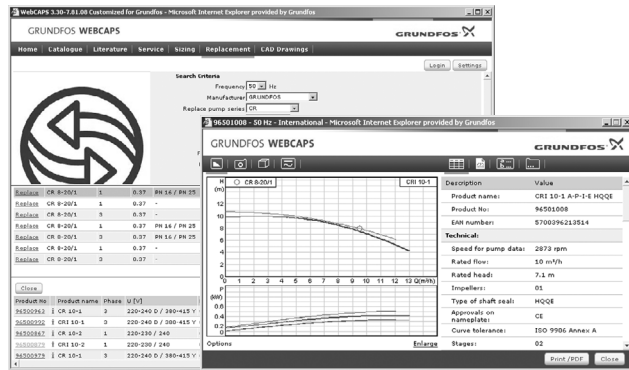 WebCAPS 3.30-7.81.08 Customized for Grundfos - Microsoft Internet Explorer provided by Grundfos
GRUNDFOS WEBCAPS
GRUNDFOS
Home Catalogue Literature Service Sizing Replacement CAD Drawings
Login Settings
Search Criteria
Frequency 50 Hz
Manufacturer GRUNDFOS
Replace pump series CR
Replace CR 8-20/1 1 0.37 PN 16 / PN 25
Replace CR 8-20/1 1 0.37 -
Replace CR 8-20/1 3 0.37 -
Replace CR 8-20/1 1 0.37 PN 16 / PN 25
Replace CR 8-20/1 3 0.37 PN 16 / PN 25
Replace CR 8-20/1 1 0.37 -
Replace CR 8-20/1 3 0.37 -
Close
Product No Product name Phase U [V]
96500963 CR 10-1 3 220-240 D / 380-415 Y
96500992 CRI 10-1 3 220-240 D / 380-415 Y
96500867 CR 10-2 1 220-230 / 240
CRI 10-2 1 220-230 / 240
96500979 CR 10-1 3 220-240 D / 380-415 Y
96501008 - 50 Hz - International - Microsoft Internet Explorer provided by Grundfos
GRUNDFOS WEBCAPS
GRUNDFOS
H
(m)
CR 8-20/1
CRI 10-1
12
10
8
6
4
2
0
0 1 2 3 4 5 6 7 8 9 10 11 12 13 Q(m³/h)
P
(kW)
0.6
0.4
0.2
0.0
Options
Enlarge
Description Value
Product name: CRI 10-1 A-P-I-E HQQE
Product No: 96501008
EAN number: 5700396213514
Technical:
Speed for pump data: 2873 rpm
Rated flow: 10 m³/h
Rated head: 7.1 m
Impellers: 01
Type of shaft seal: HQQE
Approvals on nameplate: CE
Curve tolerance: ISO 9906 Annex A
Stages: 02
Print /PDF Close